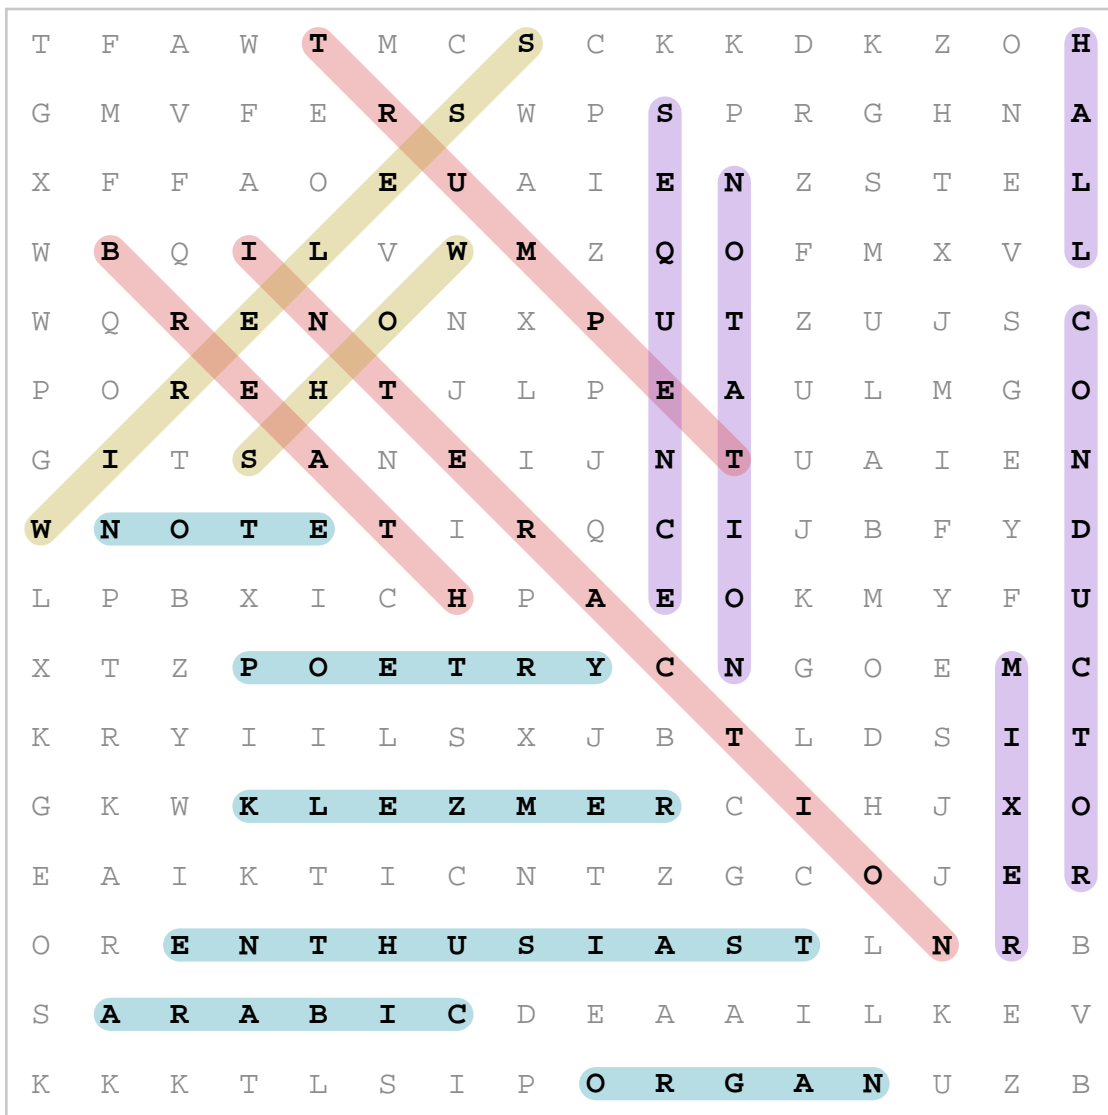 T F A W T M C S C K K D K Z O H
G M V F E R S W P S P R G H N A
X F F A O E U A I E N Z S T E L
W B Q I L V W M Z Q O F M X V L
W Q R E N O N X P U T Z U J S C
P O R E H T J L P E A U L M G O
G I T S A N E I J N T U A I E N
W N O T E T I R Q C I J B F Y D
L P B X I C H P A E O K M Y F U
X T Z P O E T R Y C N G O E M C
K R Y I I L S X J B T L D S I T
G K W K L E Z M E R C I H J X O
E A I K T I C N T Z G C O J E R
O R E N T H U S I A S T L N R B
S A R A B I C D E A A I L K E V
K K K T L S I P O R G A N U Z B